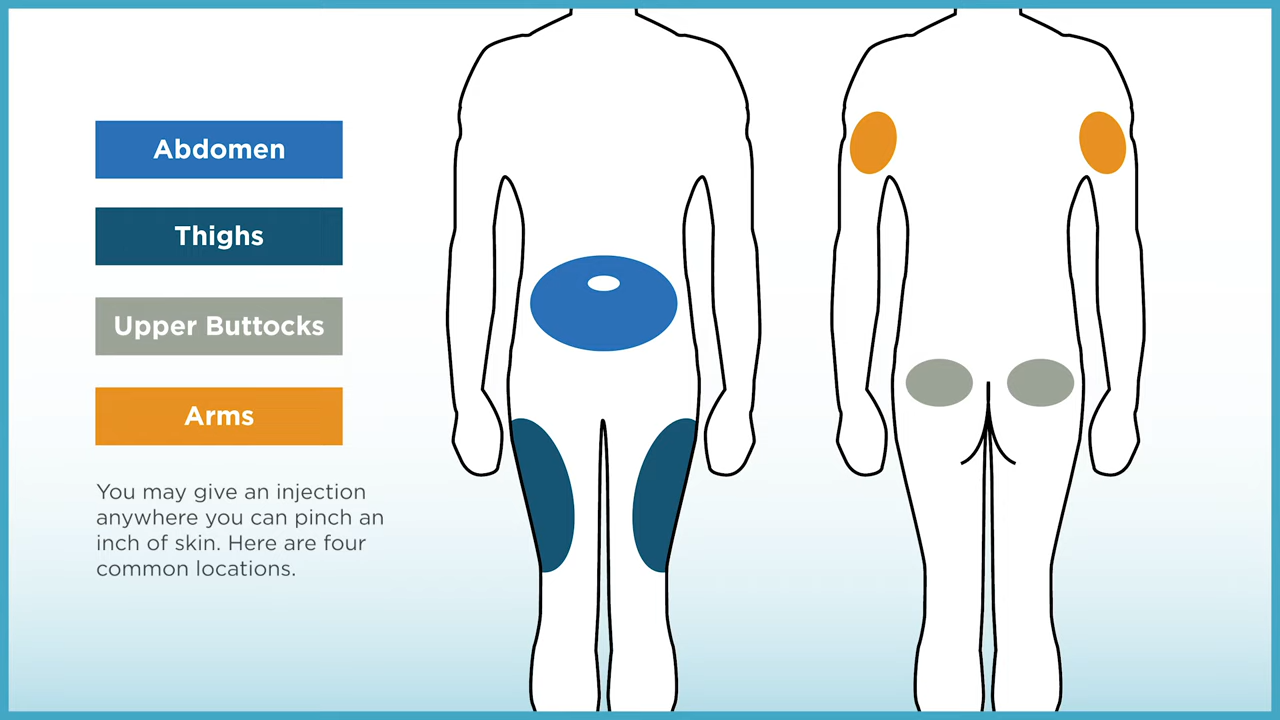 Abdomen
Thighs
Upper Buttocks
Arms
You may give an injection
anywhere you can pinch an
inch of skin. Here are four
common locations.